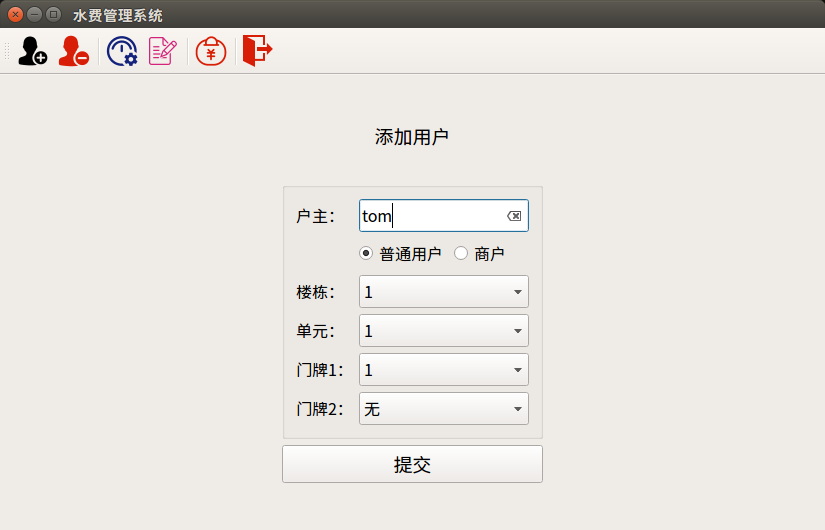 水费管理系统
添加用户
户主： tom
普通用户 商户
楼栋： 1
单元： 1
门牌1： 1
门牌2： 无
提交